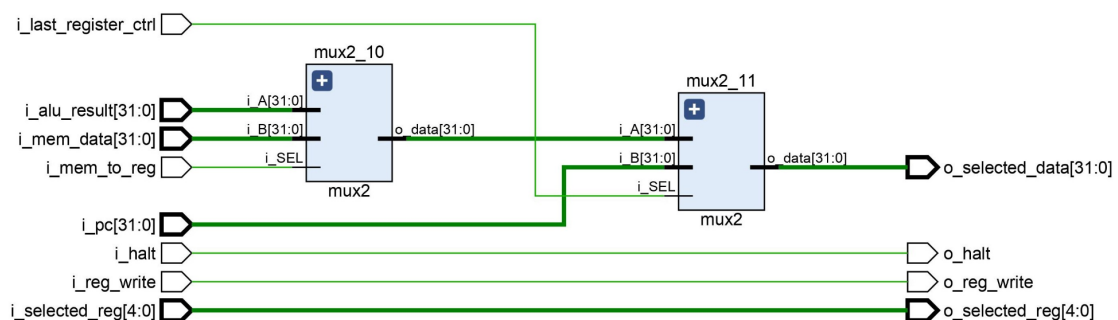 i_last_register_ctrl
mux2_10
mux2_11
i_alu_result[31:0]
i_A[31:0]
i_mem_data[31:0]
i_B[31:0]
o_data[31:0]
i_A[31:0]
i_mem_to_reg
i_SEL
i_B[31:0]
o_data[31:0]
o_selected_data[31:0]
mux2
i_SEL
mux2
i_pc[31:0]
i_halt
o_halt
i_reg_write
o_reg_write
i_selected_reg[4:0]
o_selected_reg[4:0]